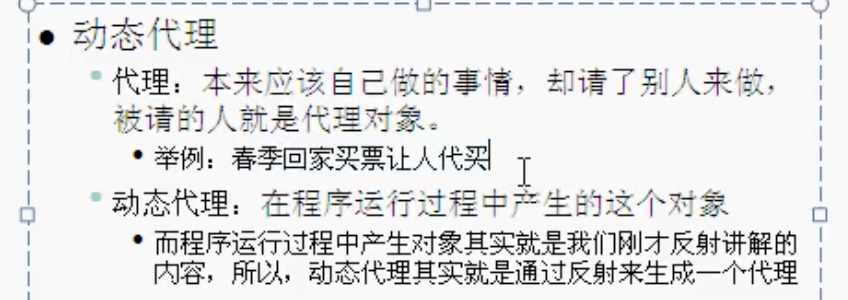 动态代理
代理：本来应该自己做的事情，却请了别人来做，
被请的人就是代理对象。
举例：春季回家买票让人代买
动态代理：在程序运行过程中产生的这个对象
而程序运行过程中产生对象其实就是我们刚才反射讲解的
内容，所以，动态代理其实就是通过反射来生成一个代理